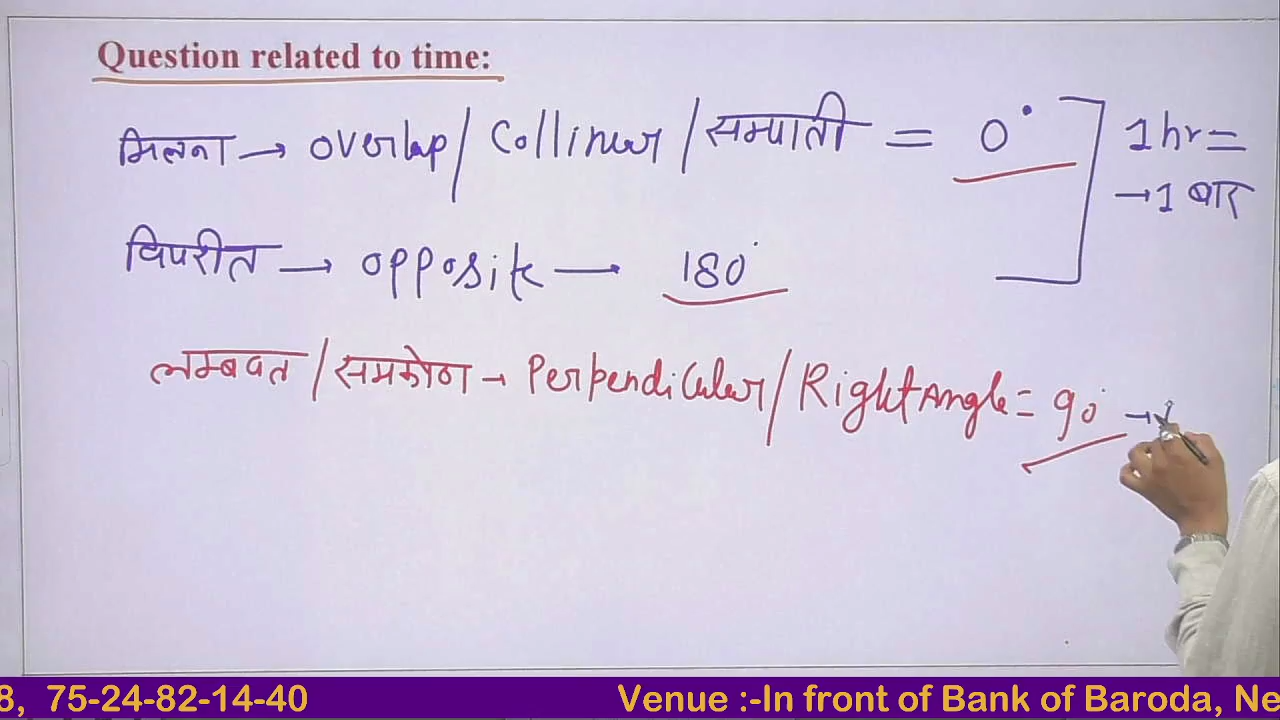 Question related to time:
मिलना → overlap / Collinear / सम्पाती = 0°
1 hr =
→ 1 बार
विपरीत → opposite → 180°
लम्बवत / समकोण → Perpendicular / Right Angle = 90° →
8, 75-24-82-14-40 Venue :-In front of Bank of Baroda, Ne